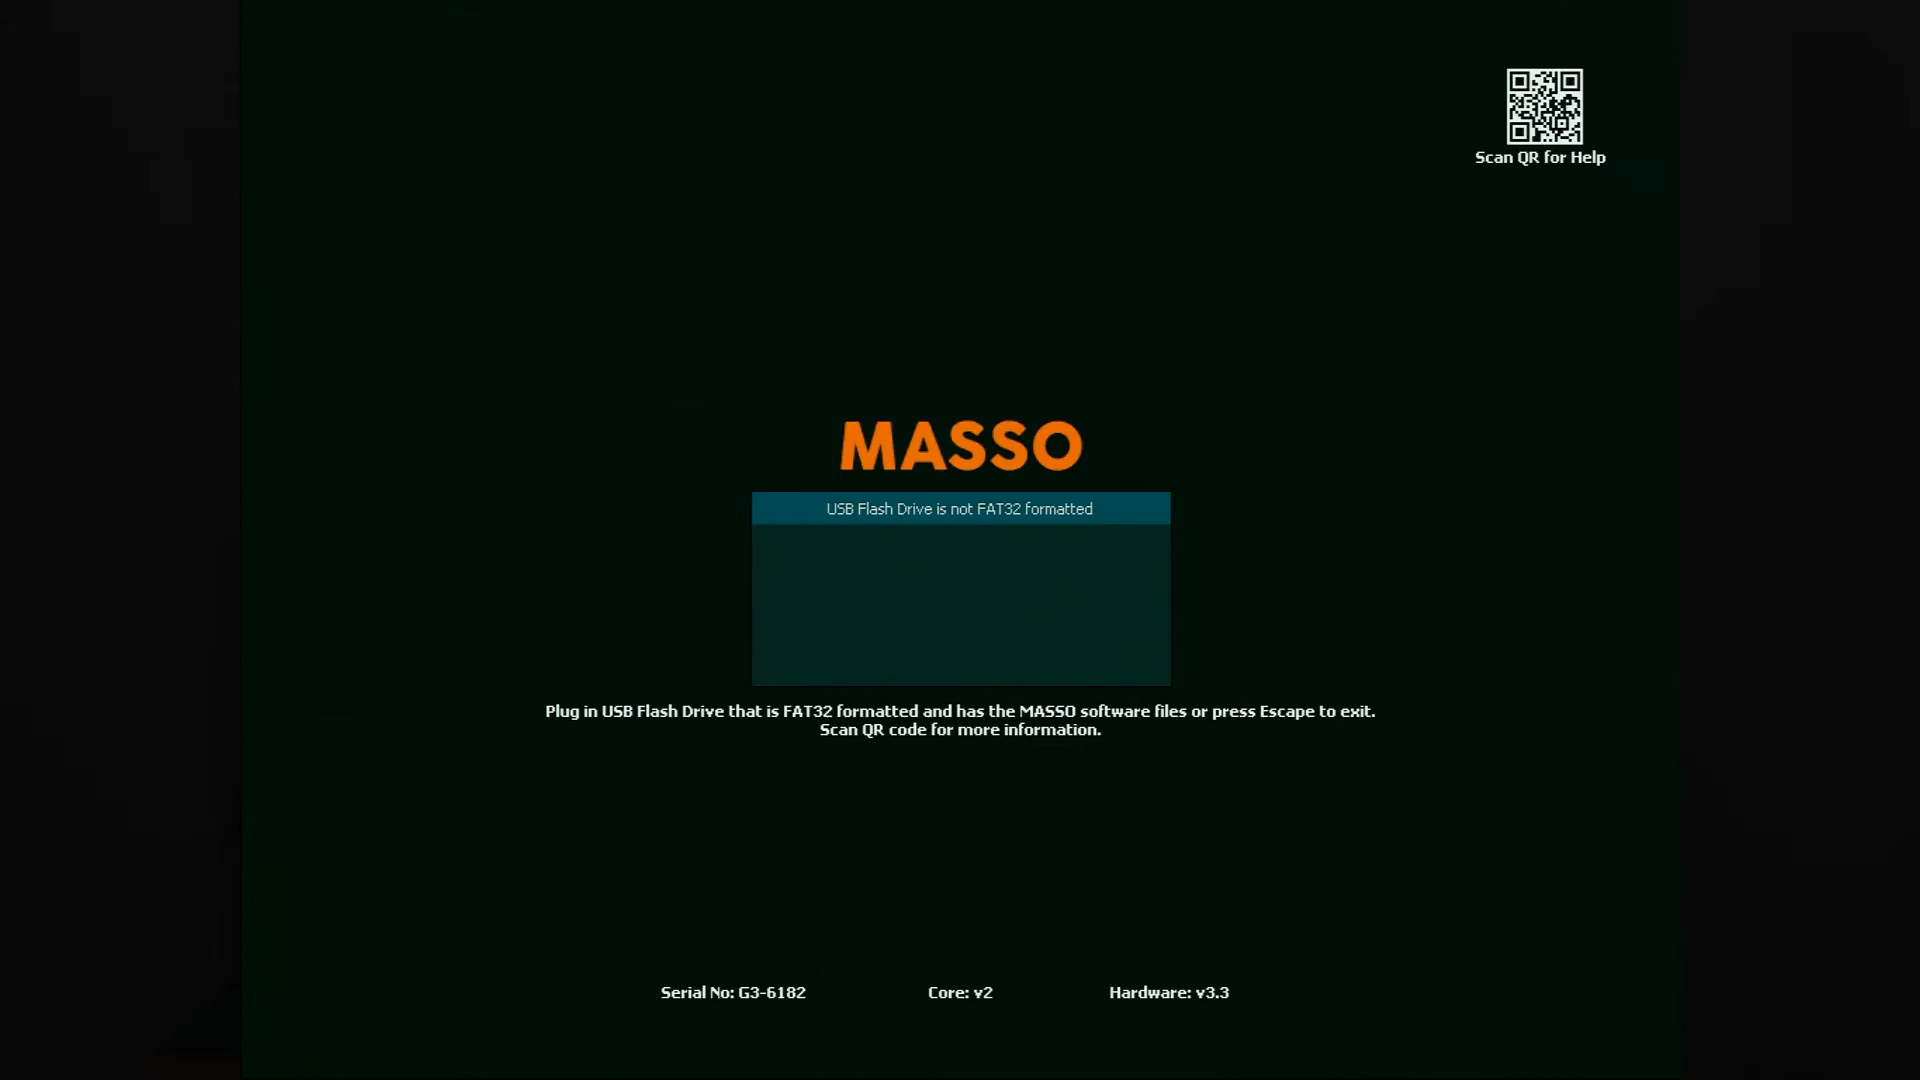 Scan QR for Help
MASSO
USB Flash Drive is not FAT32 formatted
Plug in USB Flash Drive that is FAT32 formatted and has the MASSO software files or press Escape to exit.
Scan QR code for more information.
Serial No: G3-6182 Core: v2 Hardware: v3.3